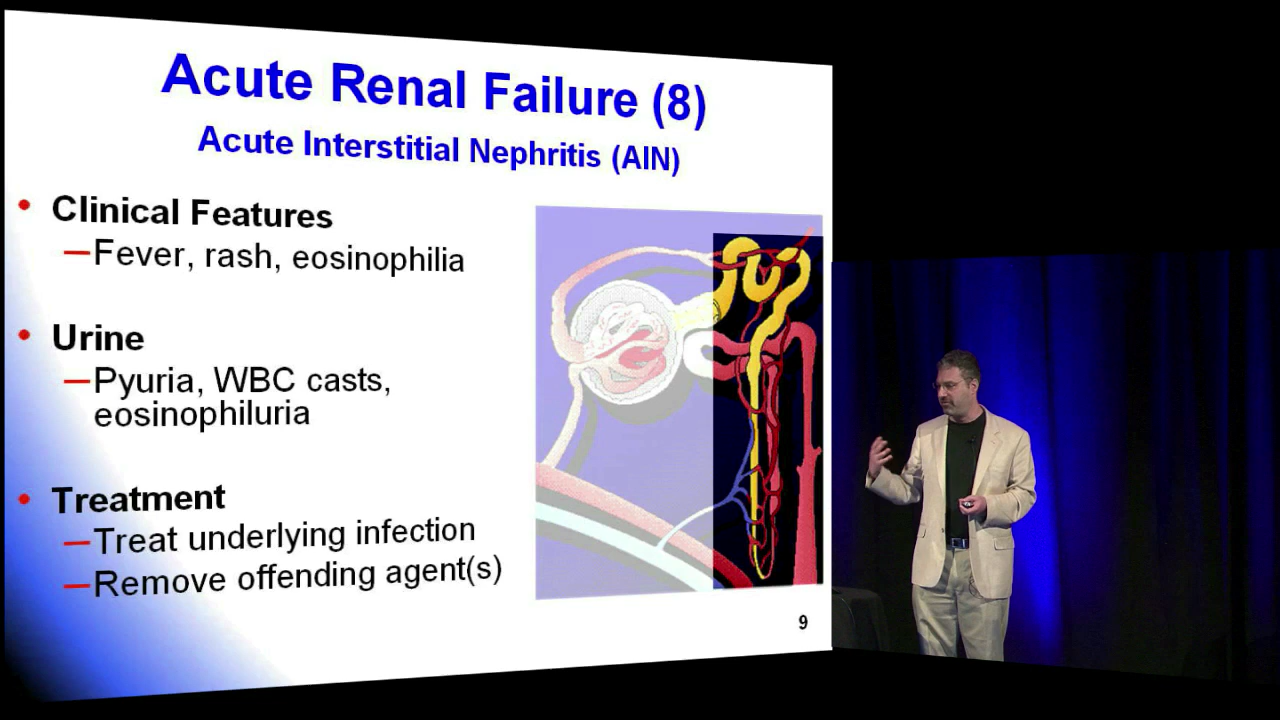 Acute Renal Failure (8)
Acute Interstitial Nephritis (AIN)
• Clinical Features
—Fever, rash, eosinophilia
• Urine
—Pyuria, WBC casts,
eosinophiluria
• Treatment
—Treat underlying infection
—Remove offending agent(s)
9